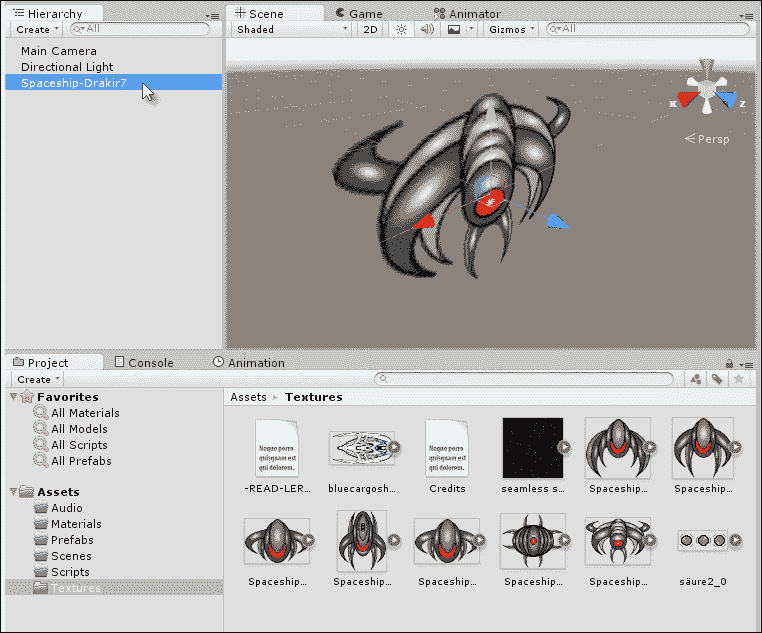 Hierarchy
Create
All
Main Camera
Directional Light
Spaceship-Drakir7
Scene
Game
Animator
Shaded
2D
Gizmos
All
x
z
Persp
Project
Console
Animation
Create
Favorites
All Materials
All Models
All Scripts
All Prefabs
Assets
Audio
Materials
Prefabs
Scenes
Scripts
Textures
Assets
Textures
Neque porro
quisquam est
qui dolorem.
Neque porro
quisquam est
qui dolorem.
-READ-LER...
bluecargosh...
Credits
seamless s...
Spaceship...
Spaceship...
Spaceship...
Spaceship...
Spaceship...
Spaceship...
Spaceship...
säure2_0